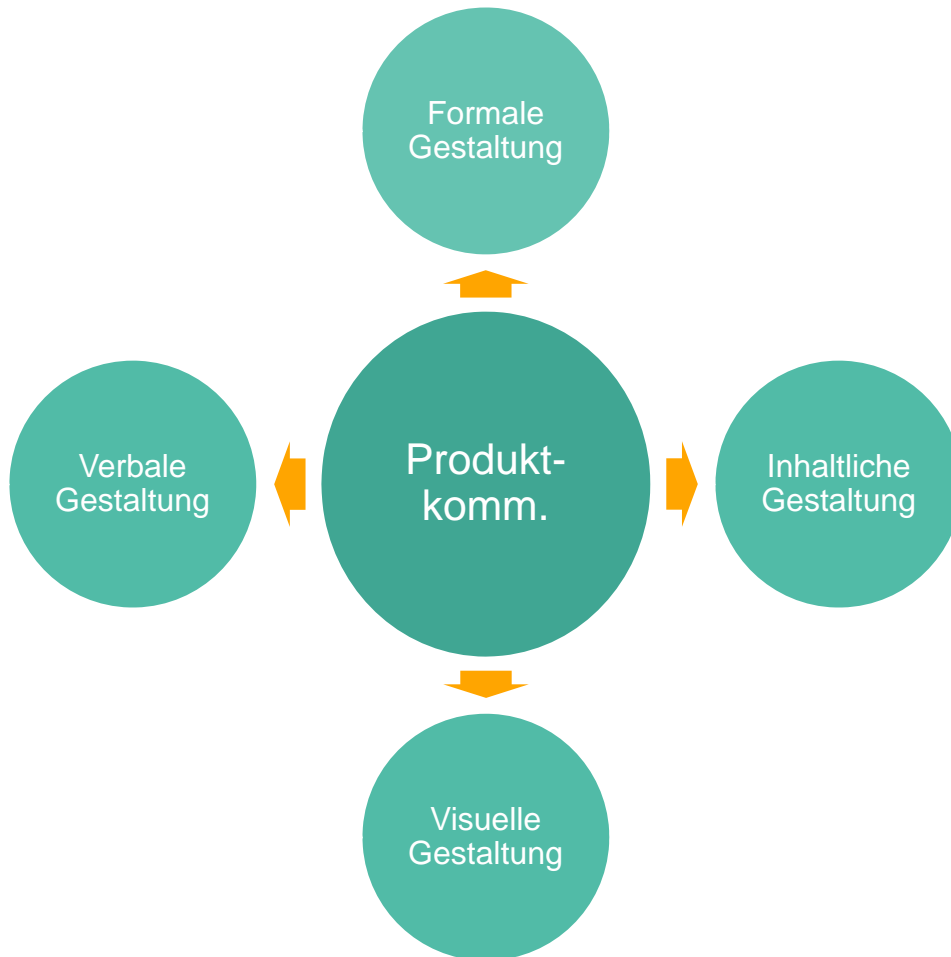 Formale
Gestaltung
Verbale
Gestaltung
Produkt-
komm.
Inhaltliche
Gestaltung
Visuelle
Gestaltung